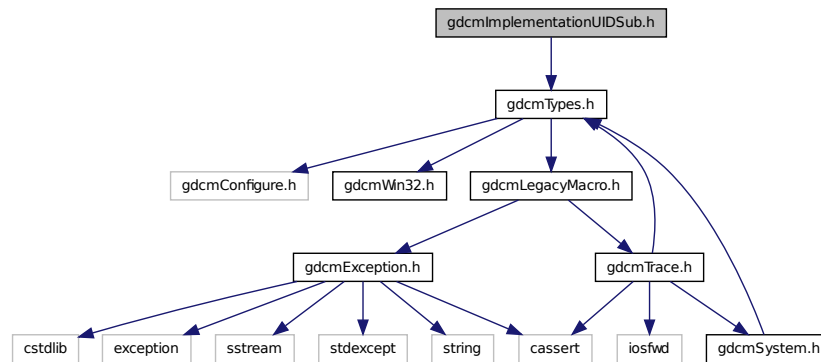 gdcmImplementationUIDSub.h
gdcmTypes.h
gdcmConfigure.h
gdcmWin32.h
gdcmLegacyMacro.h
gdcmException.h
gdcmTrace.h
cstdlib
exception
sstream
stdexcept
string
cassert
iosfwd
gdcmSystem.h